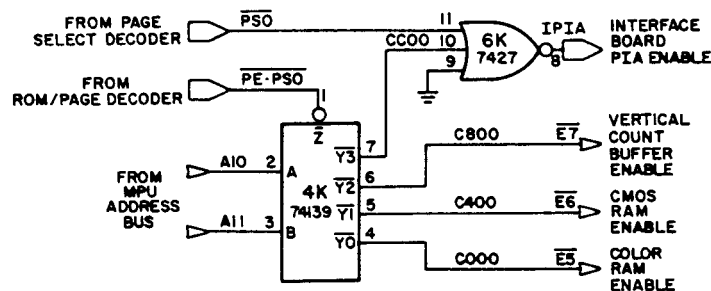 FROM PAGE
SELECT DECODER
PSO
11
CC00
10
9
6K
7427
IPIA
8
INTERFACE
BOARD
PIA ENABLE
FROM
ROM/PAGE DECODER
PE·PSO
1
Z
FROM
MPU
ADDRESS
BUS
A10
2
A
A11
3
B
4K
74139
Y3
7
Y2
6
C800
E7
VERTICAL
COUNT
BUFFER
ENABLE
Y1
5
C400
E6
CMOS
RAM
ENABLE
Y0
4
C000
E5
COLOR
RAM
ENABLE